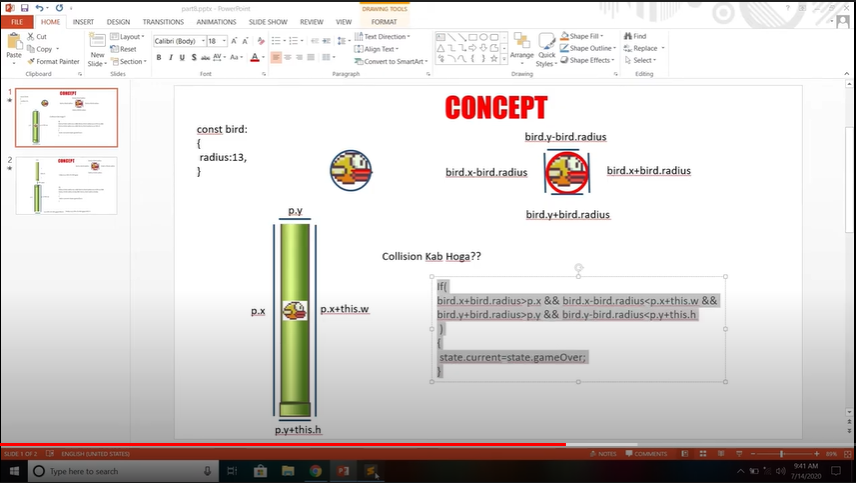 partII.pptx - PowerPoint
DRAWING TOOLS
FILE HOME INSERT DESIGN TRANSITIONS ANIMATIONS SLIDE SHOW REVIEW VIEW FORMAT
Cut
Copy
Format Painter
Paste
Clipboard
New
Slide
Layout
Reset
Section
Slides
Calibri (Body) 18
Font
Text Direction
Align Text
Convert to SmartArt
Paragraph
Arrange
Quick
Styles
Shape Fill
Shape Outline
Shape Effects
Drawing
Find
Replace
Select
Editing
1
CONCEPT
2
CONCEPT
CONCEPT
const bird:
{
radius:13,
}
bird.y-bird.radius
bird.x-bird.radius
bird.x+bird.radius
bird.y+bird.radius
p.y
p.x
p.x+this.w
p.y+this.h
Collision Kab Hoga??
If(
bird.x+bird.radius>p.x && bird.x-bird.radius<p.x+this.w &&
bird.y+bird.radius>p.y && bird.y-bird.radius<p.y+this.h
)
{
state.current=state.gameOver;
}
SLIDE 1 OF 2 ENGLISH (UNITED STATES)
NOTES COMMENTS 89%
Type here to search
9:41 AM
7/14/2020